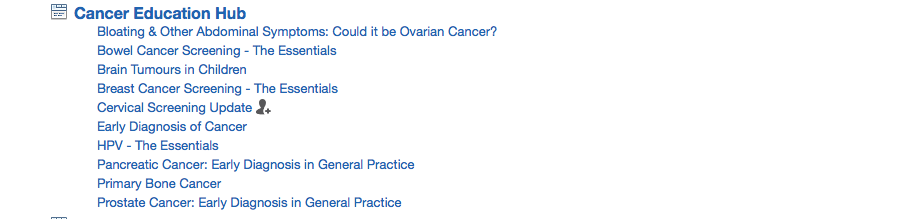 Cancer Education Hub
Bloating & Other Abdominal Symptoms: Could it be Ovarian Cancer?
Bowel Cancer Screening - The Essentials
Brain Tumours in Children
Breast Cancer Screening - The Essentials
Cervical Screening Update
Early Diagnosis of Cancer
HPV - The Essentials
Pancreatic Cancer: Early Diagnosis in General Practice
Primary Bone Cancer
Prostate Cancer: Early Diagnosis in General Practice